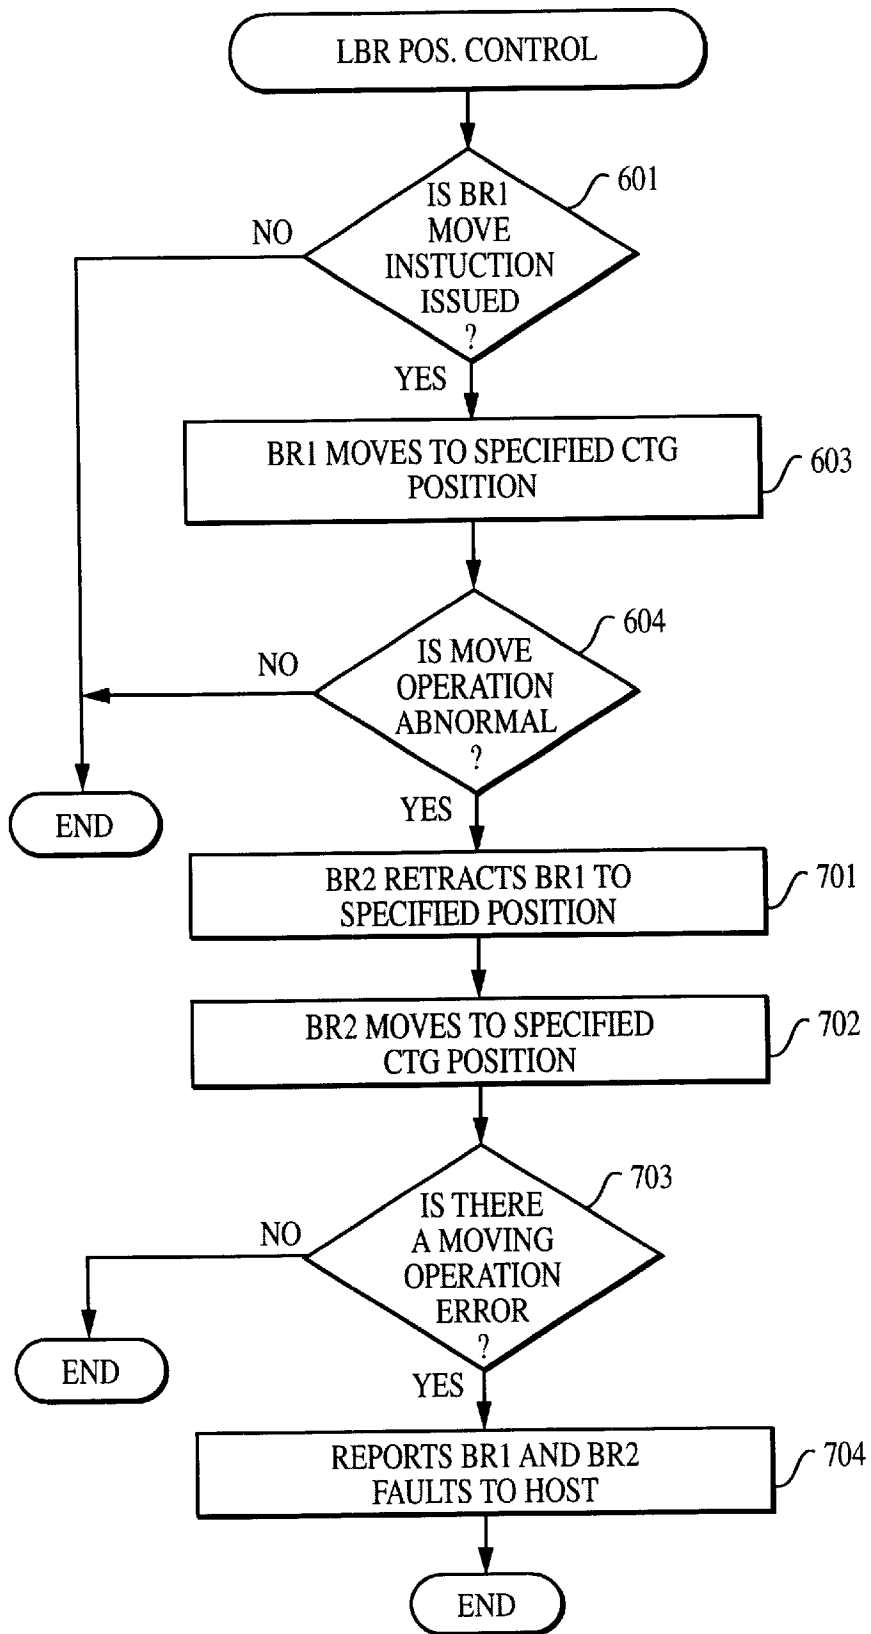 LBR POS. CONTROL
601
IS BR1
MOVE
INSTUCTION
ISSUED
?
NO
YES
BR1 MOVES TO SPECIFIED CTG
POSITION
603
604
IS MOVE
OPERATION
ABNORMAL
?
NO
YES
END
BR2 RETRACTS BR1 TO
SPECIFIED POSITION
701
BR2 MOVES TO SPECIFIED
CTG POSITION
702
703
IS THERE
A MOVING
OPERATION
ERROR
?
NO
END
YES
REPORTS BR1 AND BR2
FAULTS TO HOST
704
END